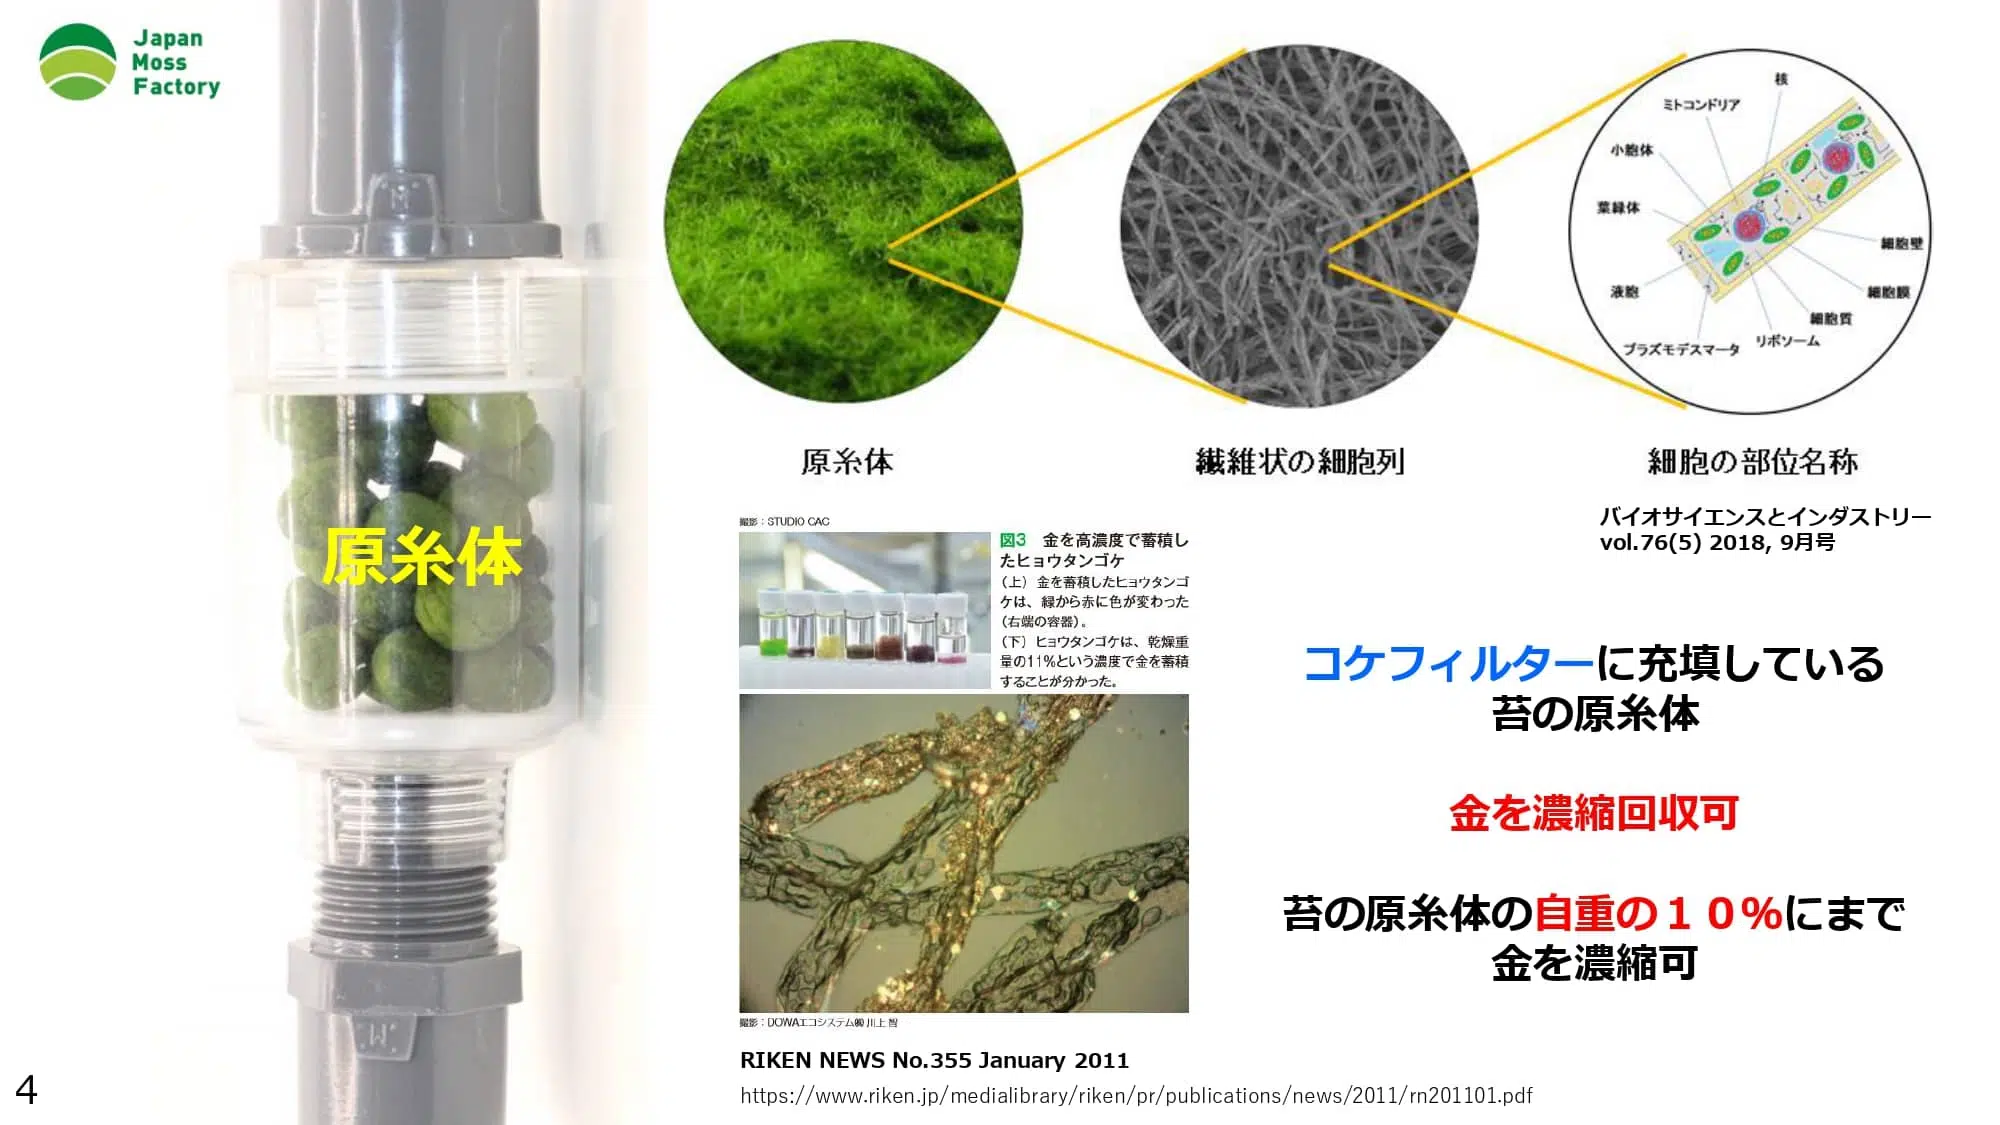 Japan
Moss
Factory
原糸体
原糸体
繊維状の細胞列
核
ミトコンドリア
小胞体
葉緑体
液胞
プラズモデスマータ
リボソーム
細胞質
細胞膜
細胞壁
細胞の部位名称
バイオサイエンスとインダストリー
vol.76(5) 2018, 9月号
撮影：STUDIO CAC
図3　金を高濃度で蓄積し
たヒョウタンゴケ
（上）金を蓄積したヒョウタンゴ
ケは、緑から赤に色が変わった
（右端の容器）。
（下）ヒョウタンゴケは、乾燥重
量の11％という濃度で金を蓄積
することが分かった。
撮影：DOWAエコシステム㈱ 川上 智
RIKEN NEWS No.355 January 2011
https://www.riken.jp/medialibrary/riken/pr/publications/news/2011/rn201101.pdf
コケフィルターに充填している
苔の原糸体
金を濃縮回収可
苔の原糸体の自重の１０％にまで
金を濃縮可
4